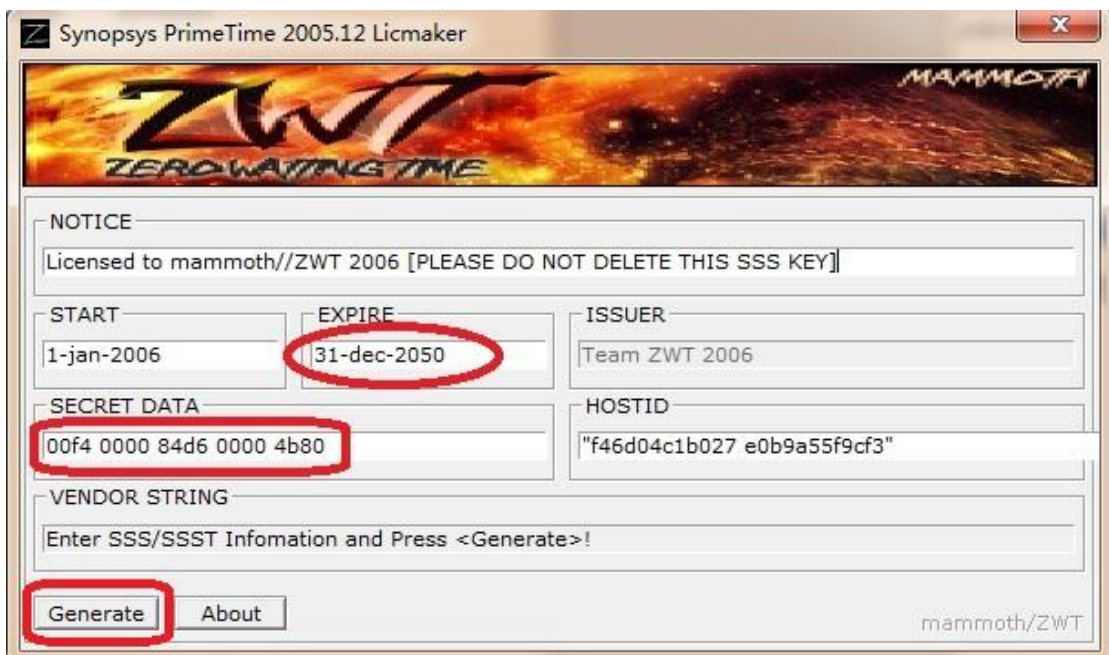 Synopsys PrimeTime 2005.12 Licmaker
MAMMOTH
ZWT
ZEROWAITINGTIME
NOTICE
Licensed to mammoth//ZWT 2006 [PLEASE DO NOT DELETE THIS SSS KEY]
START EXPIRE ISSUER
1-jan-2006 31-dec-2050 Team ZWT 2006
SECRET DATA HOSTID
00f4 0000 84d6 0000 4b80 "f46d04c1b027 e0b9a55f9cf3"
VENDOR STRING
Enter SSS/SSST Infomation and Press <Generate>!
Generate About mammoth/ZWT